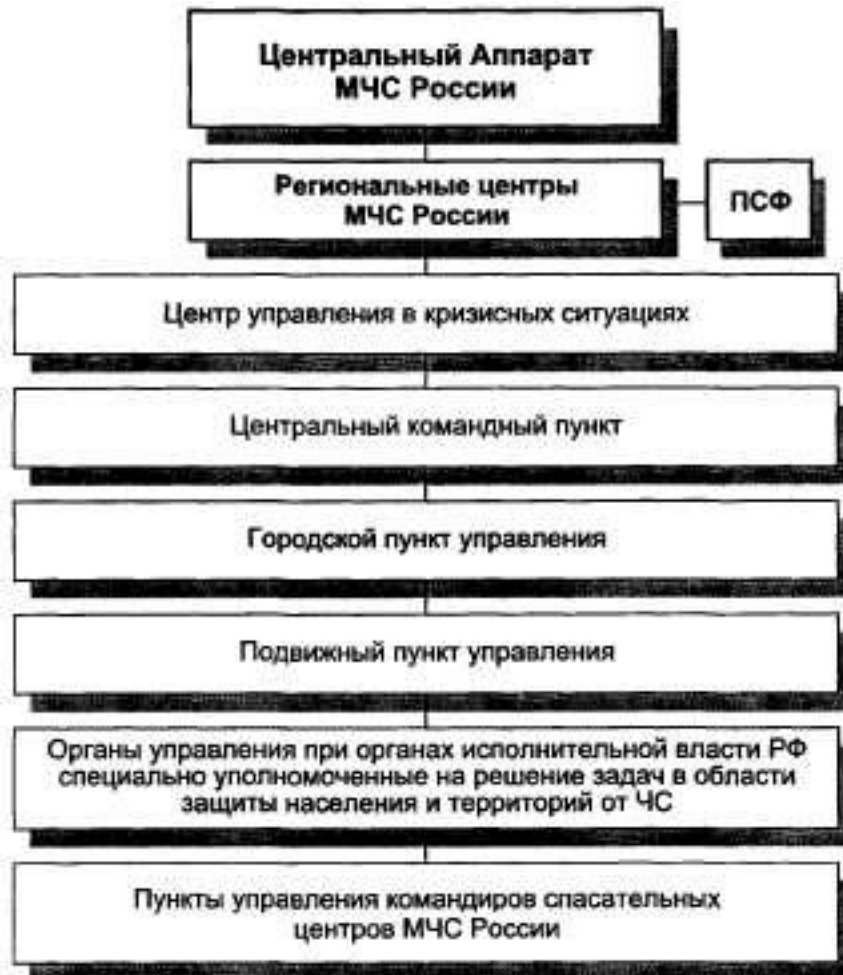 Центральный Аппарат
МЧС России
Региональные центры
МЧС России
ПСФ
Центр управления в кризисных ситуациях
Центральный командный пункт
Городской пункт управления
Подвижный пункт управления
Органы управления при органах исполнительной власти РФ
специально уполномоченные на решение задач в области
защиты населения и территорий от ЧС
Пункты управления командиров спасательных
центров МЧС России